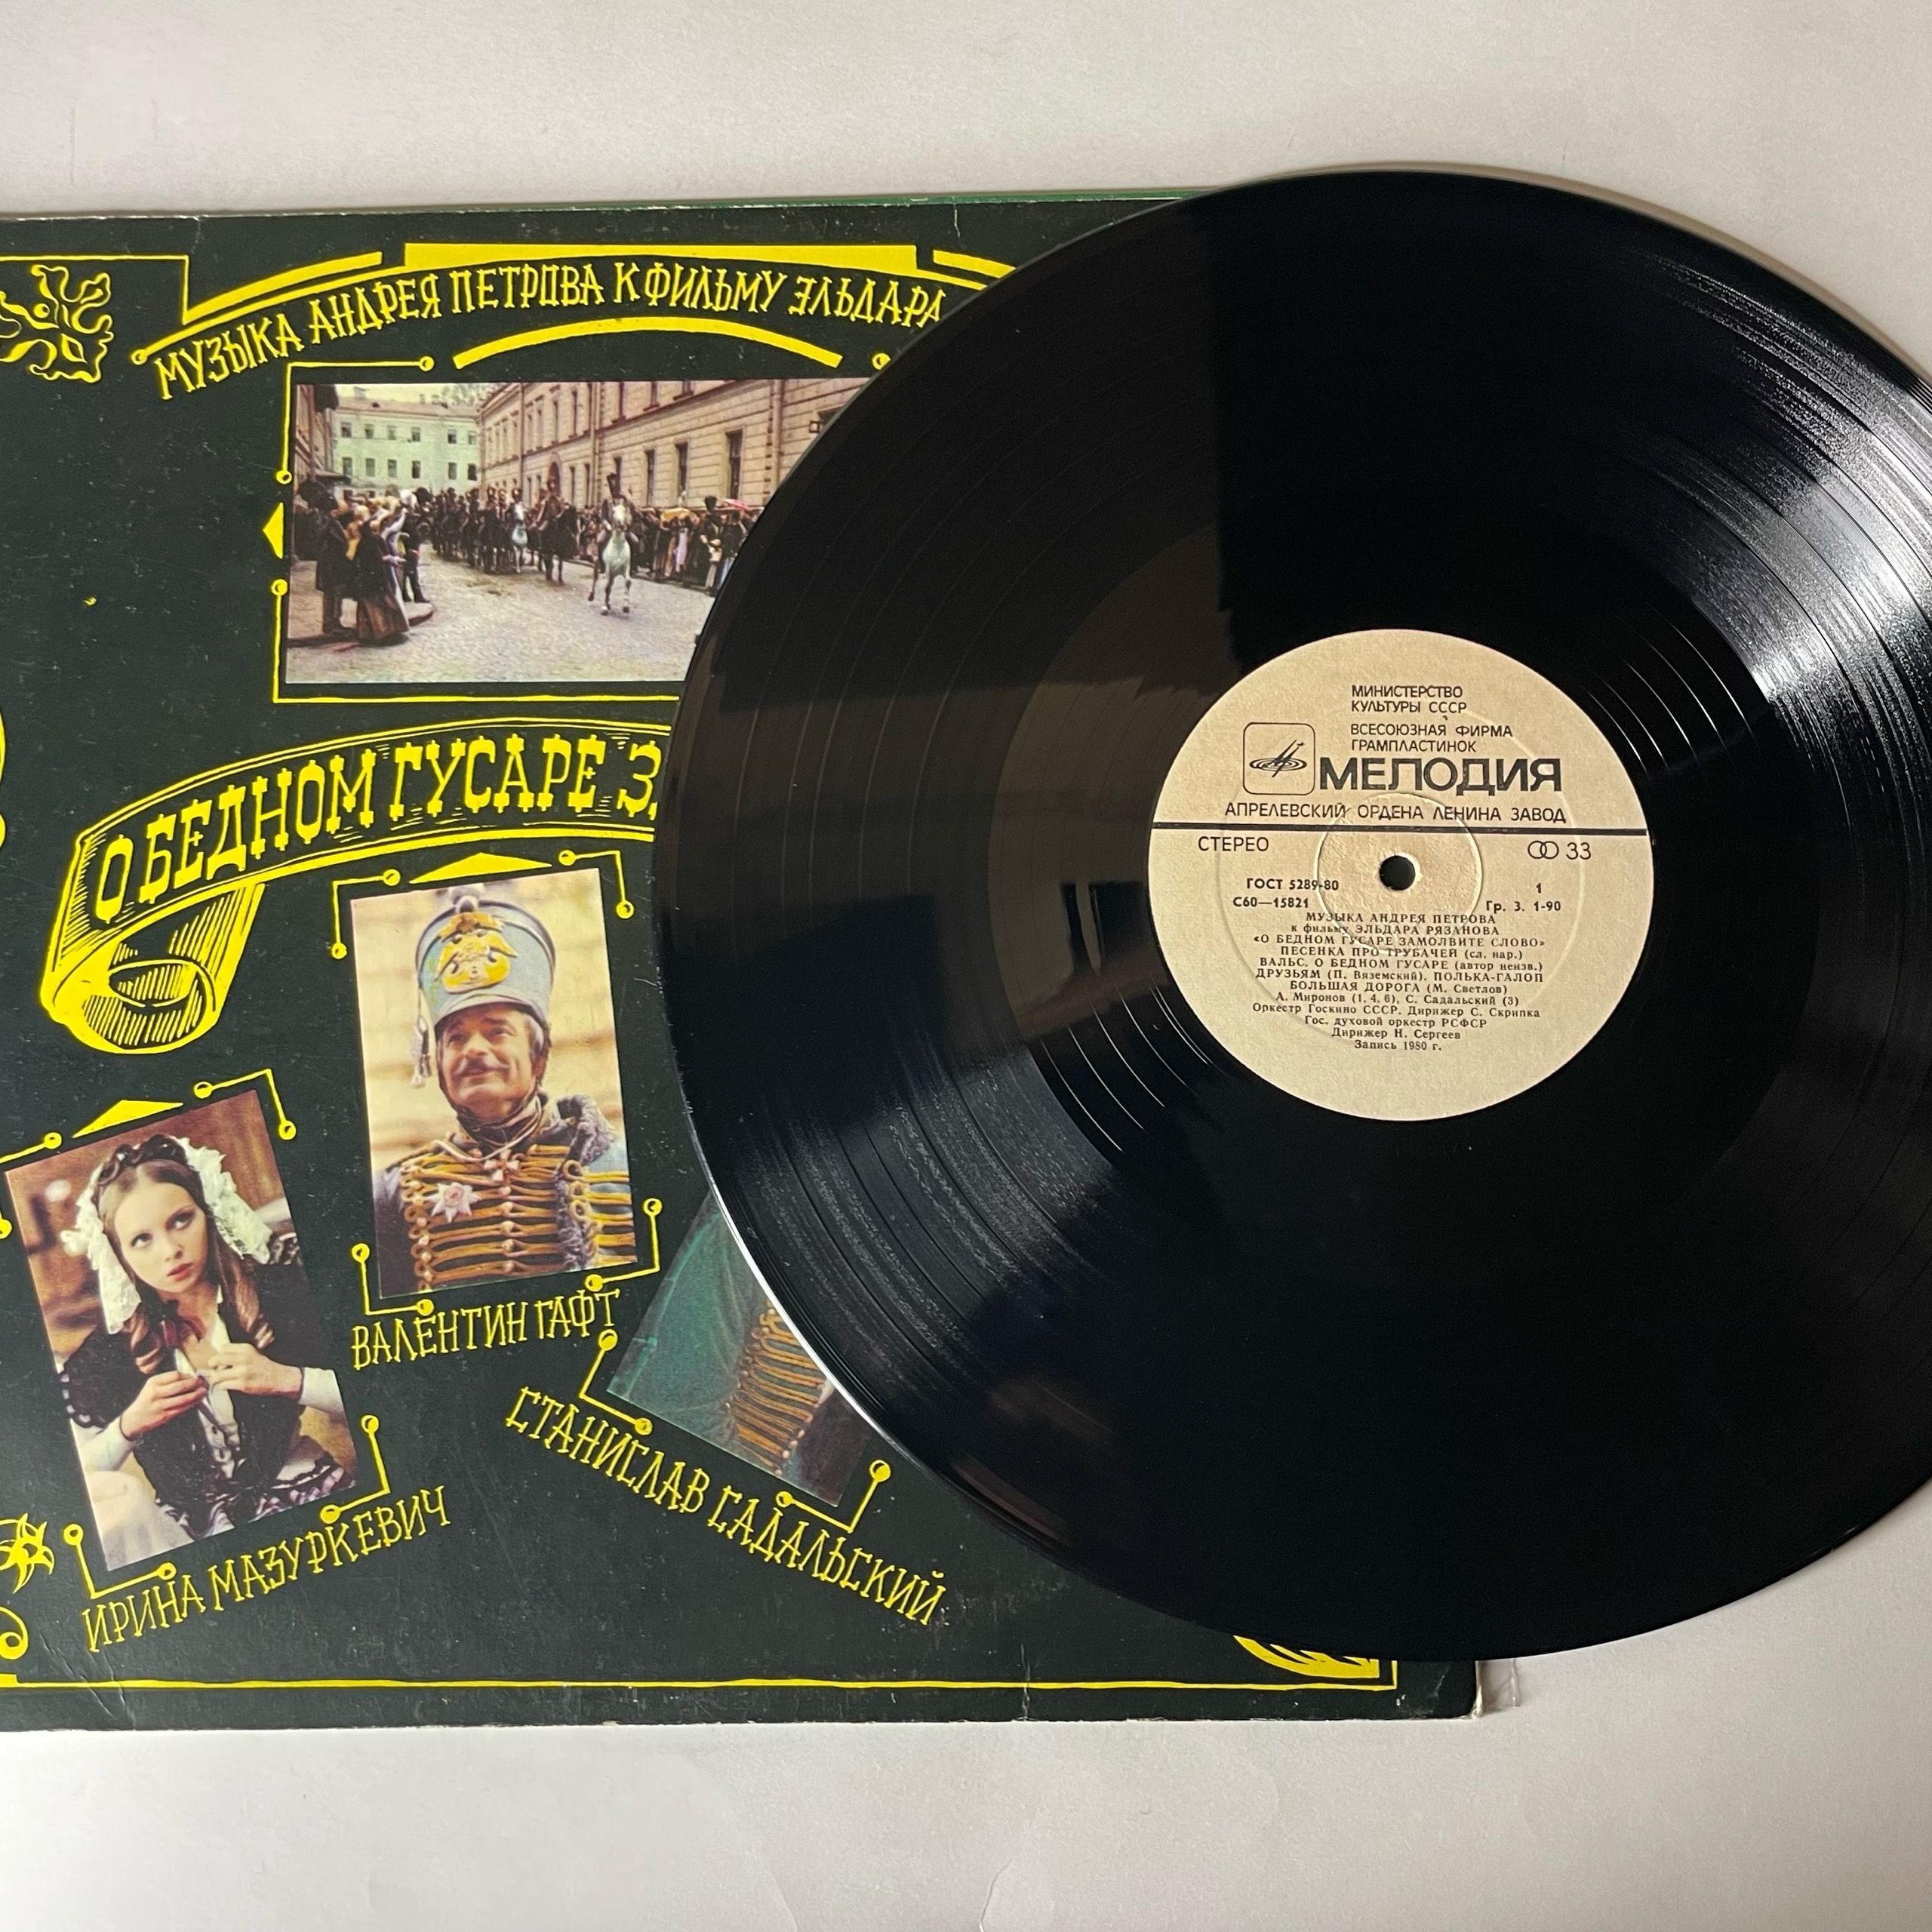 МУЗЫКА АНДРЕЯ ПЕТРОВА К ФИЛЬМУ ЭЛЬДАРА
О БЕДНОМ ГУСАРЕ
ВАЛЕНТИН ГАФТ
СТАНИСЛАВ САДАЛЬСКИЙ
ИРИНА МАЗУРКЕВИЧ
МИНИСТЕРСТВО
КУЛЬТУРЫ СССР
ВСЕСОЮЗНАЯ ФИРМА
ГРАМПЛАСТИНОК
МЕЛОДИЯ
АПРЕЛЕВСКИЙ ОРДЕНА ЛЕНИНА ЗАВОД
СТЕРЕО 33
ГОСТ 5289-80 1
С60—15821 Гр. 3. 1-90
МУЗЫКА АНДРЕЯ ПЕТРОВА
к фильму ЭЛЬДАРА РЯЗАНОВА
«О БЕДНОМ ГУСАРЕ ЗАМОЛВИТЕ СЛОВО»
ПЕСЕНКА ПРО ТРУБАЧЕЙ (сл. нар.)
ВАЛЬС. О БЕДНОМ ГУСАРЕ (автор неизв.)
ДРУЗЬЯМ (П. Вяземский). ПОЛЬКА-ГАЛОП
БОЛЬШАЯ ДОРОГА (М. Светлов)
А. Миронов (1, 4, 6), С. Садальский (3)
Оркестр Госкино СССР. Дирижер С. Скрипка
Гос. духовой оркестр РСФСР
Дирижер Н. Сергеев
Запись 1980 г.